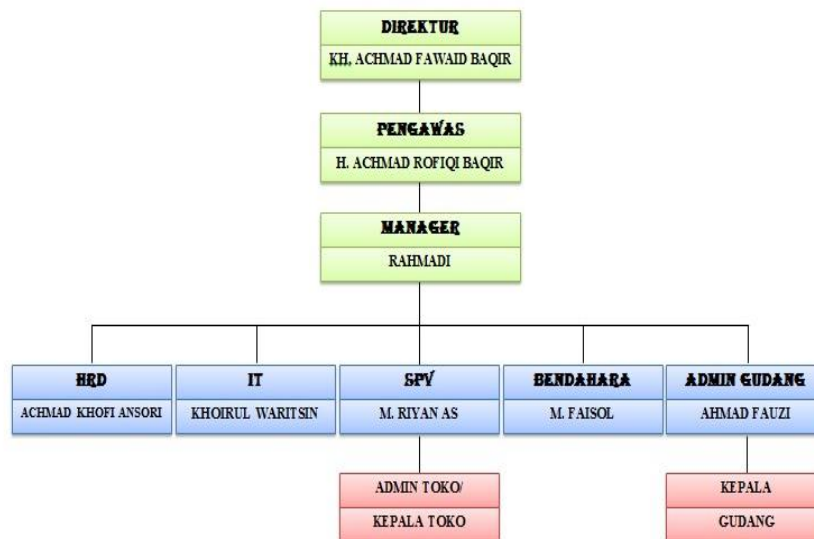 DIREKTUR
KH, ACHMAD FAWAID BAQIR
PENGAWAS
H. ACHMAD ROFIQI BAQIR
MANAGER
RAHMADI
HRD
ACHMAD KHOFI ANSORI
IT
KHOIRUL WARITSIN
SPV
M. RIYAN AS
BENDAHARA
M. FAISOL
ADMIN GUDANG
AHMAD FAUZI
ADMIN TOKO/
KEPALA TOKO
KEPALA
GUDANG